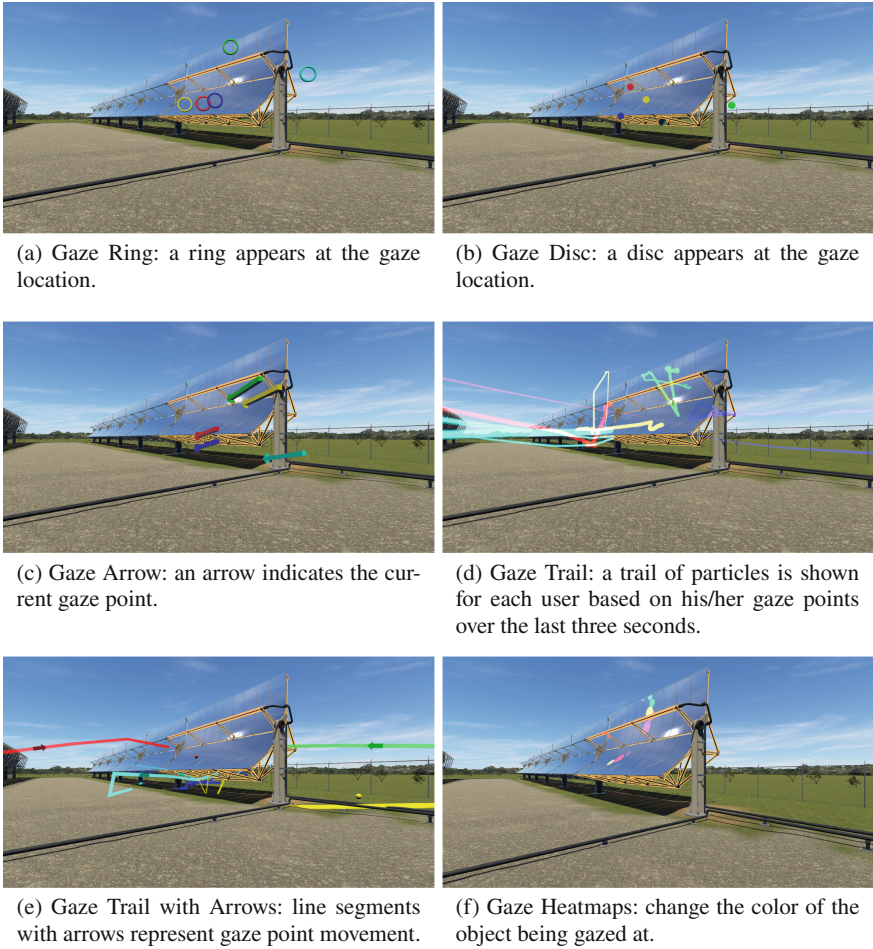 (a) Gaze Ring: a ring appears at the gaze
location.
(b) Gaze Disc: a disc appears at the gaze
location.
(c) Gaze Arrow: an arrow indicates the cur-
rent gaze point.
(d) Gaze Trail: a trail of particles is shown
for each user based on his/her gaze points
over the last three seconds.
(e) Gaze Trail with Arrows: line segments
with arrows represent gaze point movement.
(f) Gaze Heatmaps: change the color of the
object being gazed at.